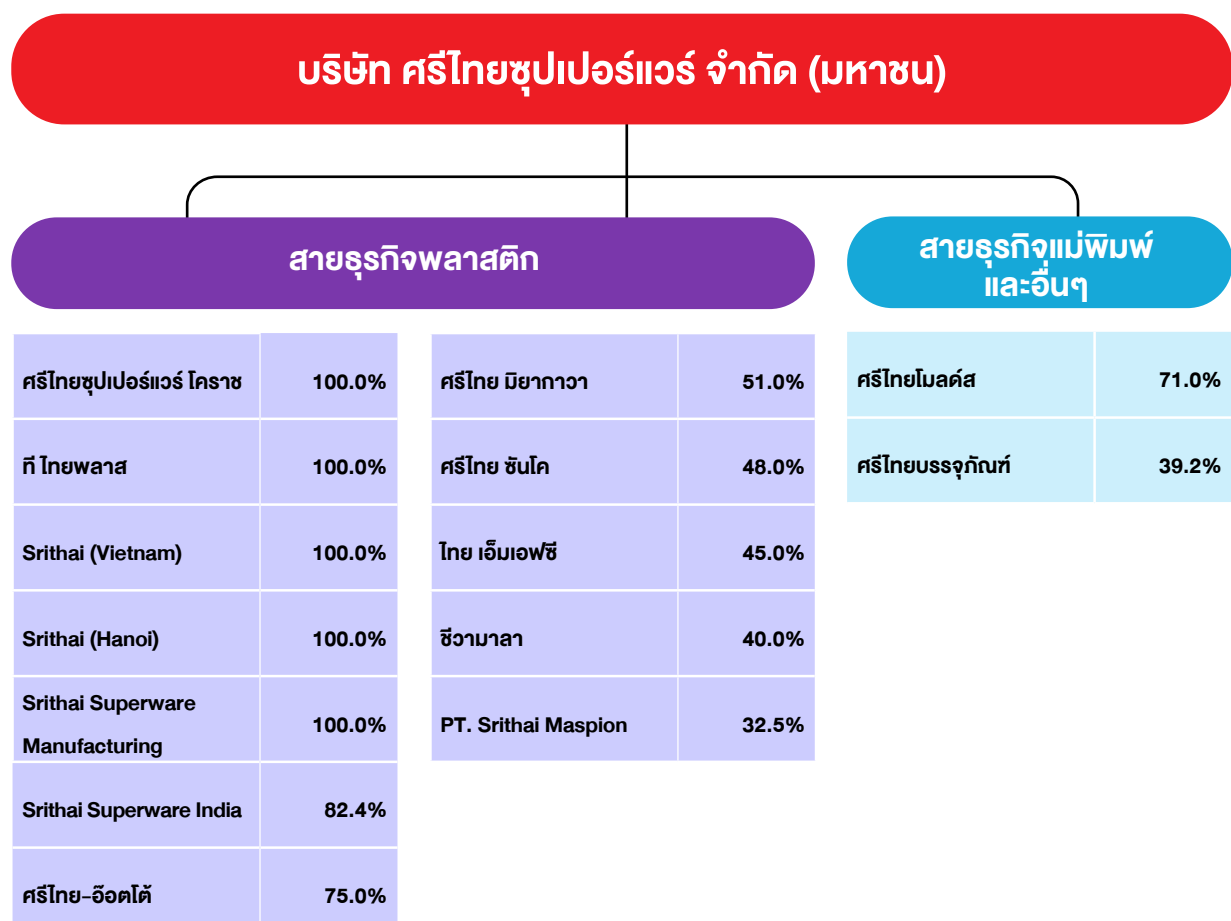 บริษัท ศรีไทยซุปเปอร์แวร์ จำกัด (มหาชน)
สายธุรกิจพลาสติก
สายธุรกิจแม่พิมพ์
และอื่นๆ
ศรีไทยซุปเปอร์แวร์ โคราช 100.0%
ที ไทยพลาส 100.0%
Srithai (Vietnam) 100.0%
Srithai (Hanoi) 100.0%
Srithai Superware
Manufacturing 100.0%
Srithai Superware India 82.4%
ศรีไทย-อ๊อตโต้ 75.0%
ศรีไทย มิยากาวา 51.0%
ศรีไทย ซันโค 48.0%
ไทย เอ็มเอฟซี 45.0%
ชีวามาลา 40.0%
PT. Srithai Maspion 32.5%
ศรีไทยโมลด์ส 71.0%
ศรีไทยบรรจุภัณฑ์ 39.2%